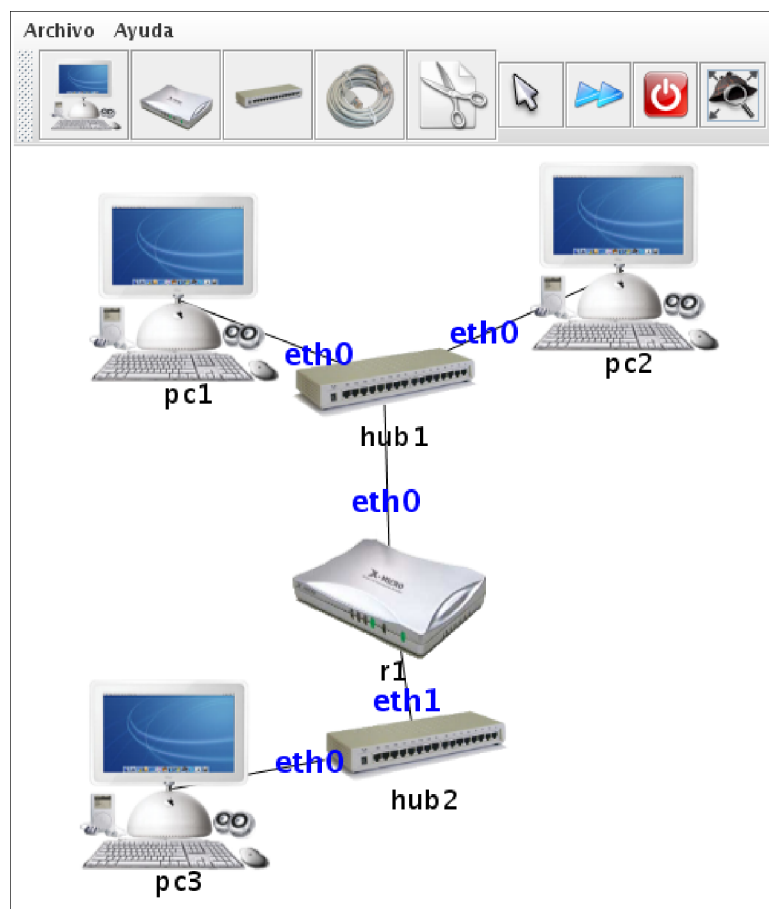 Archivo Ayuda
eth0
eth0
pc1
pc2
hub1
eth0
r1
eth1
eth0
hub2
pc3